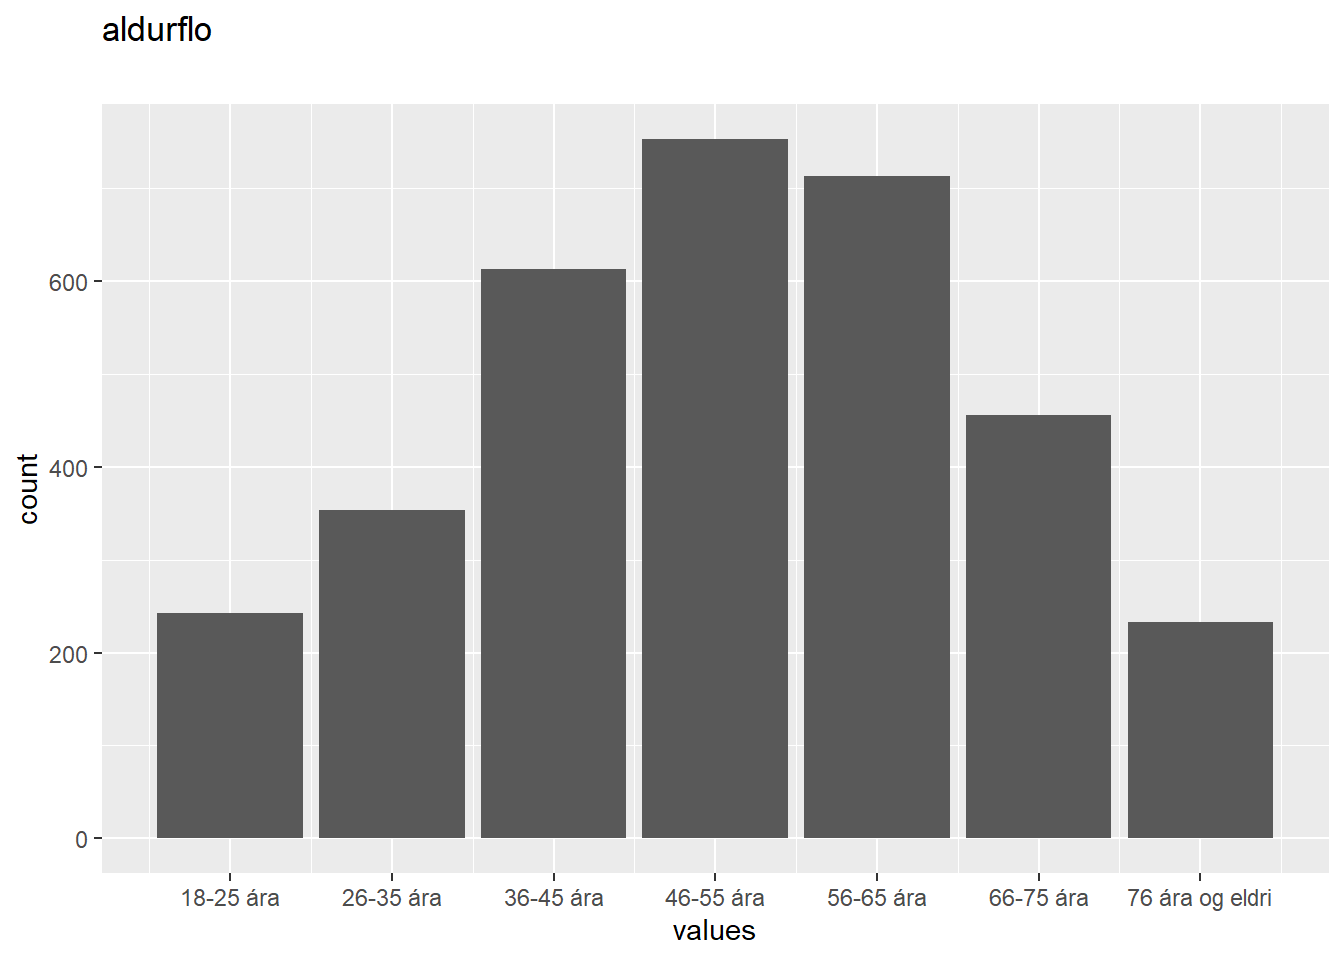 aldurflo
count
600
400
200
0
18-25 ára
26-35 ára
36-45 ára
46-55 ára
56-65 ára
66-75 ára
76 ára og eldri
values